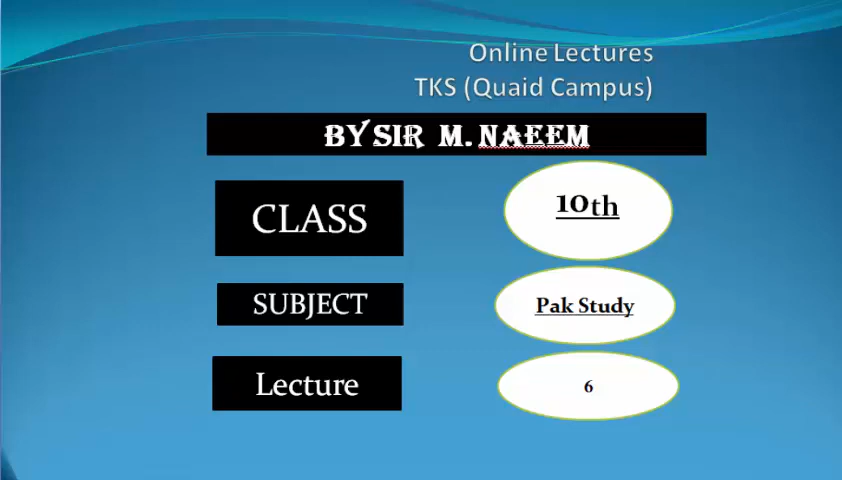 Online Lectures
TKS (Quaid Campus)
BY SIR M. NAEEM
CLASS
10th
SUBJECT
Pak Study
Lecture
6